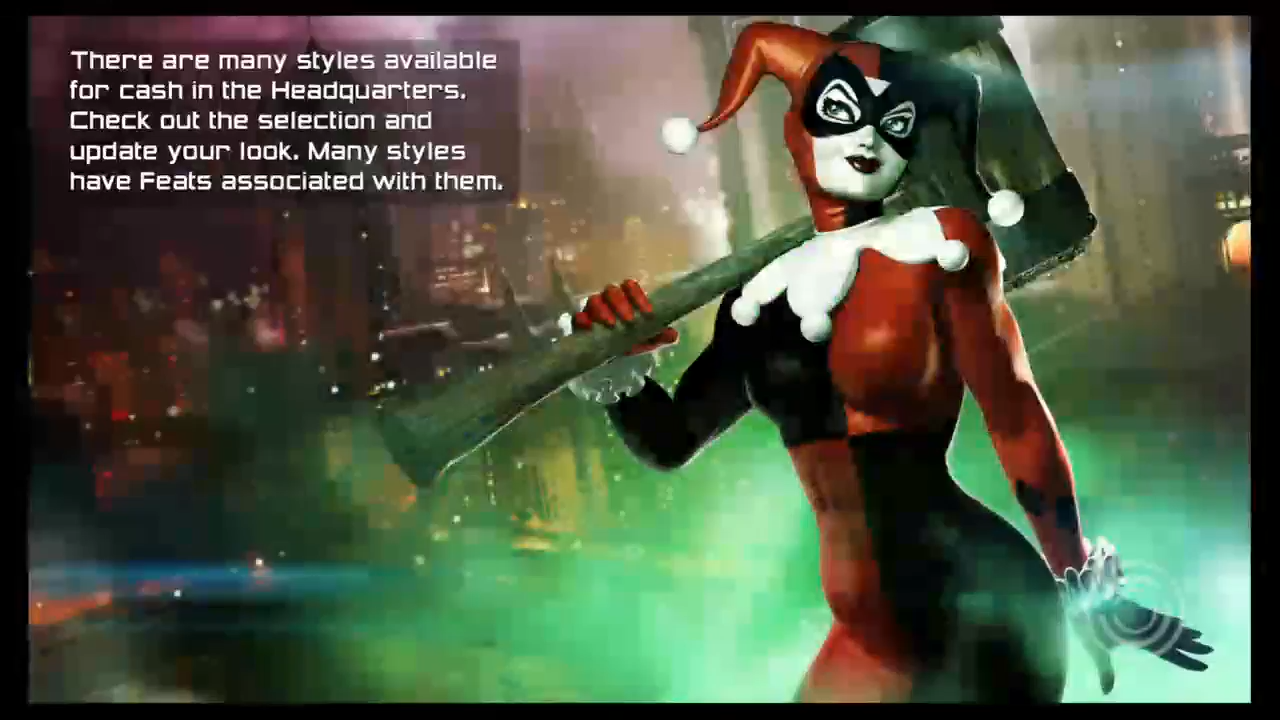 There are many styles available
for cash in the Headquarters.
Check out the selection and
update your look. Many styles
have Feats associated with them.